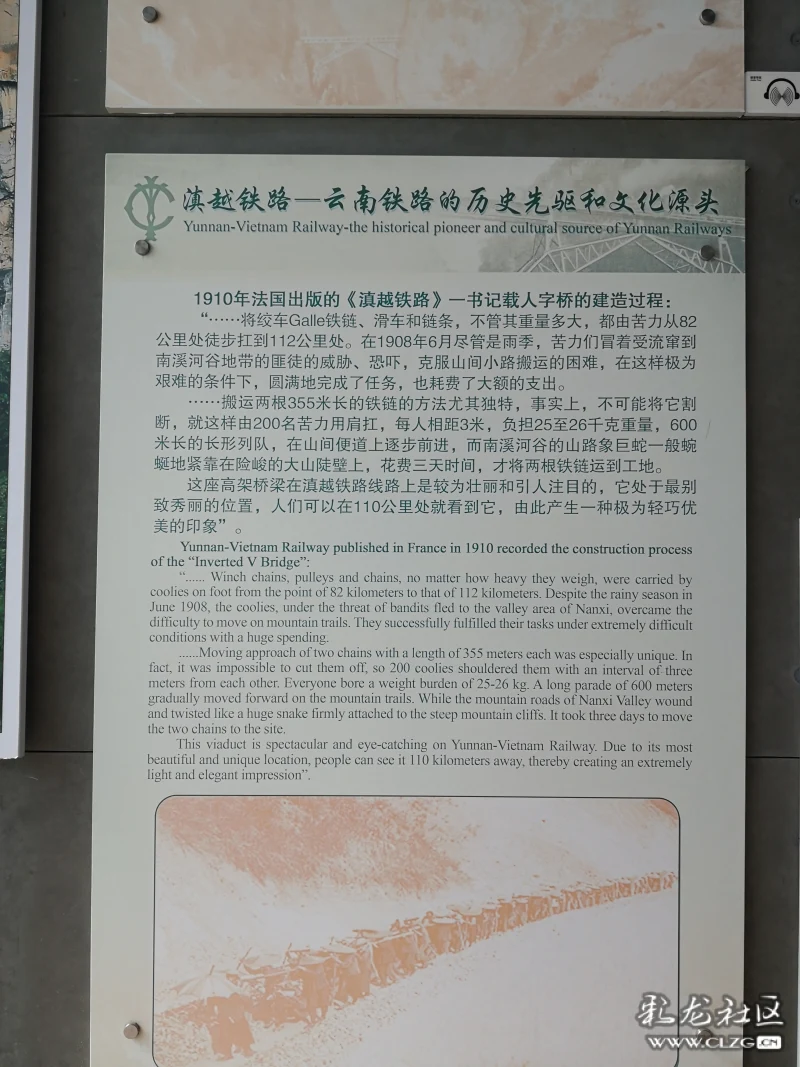 滇越铁路—云南铁路的历史先驱和文化源头
Yunnan-Vietnam Railway-the historical pioneer and cultural source of Yunnan Railways
1910年法国出版的《滇越铁路》一书记载人字桥的建造过程：
“……将绞车Galle铁链、滑车和链条，不管其重量多大，都由苦力从82
公里处徒步扛到112公里处。在1908年6月尽管是雨季，苦力们冒着受流窜到
南溪河谷地带的匪徒的威胁、恐吓，克服山间小路搬运的困难，在这样极为
艰难的条件下，圆满地完成了任务，也耗费了大额的支出。
……搬运两根355米长的铁链的方法尤其独特，事实上，不可能将它割
断，就这样由200名苦力用肩扛，每人相距3米，负担25至26千克重量，600
米长的长形列队，在山间便道上逐步前进，而南溪河谷的山路象巨蛇一般蜿
蜒地紧靠在险峻的大山陡壁上，花费三天时间，才将两根铁链运到工地。
这座高架桥梁在滇越铁路线路上是较为壮丽和引人注目的，它处于最别
致秀丽的位置，人们可以在110公里处就看到它，由此产生一种极为轻巧优
美的印象”。
Yunnan-Vietnam Railway published in France in 1910 recorded the construction process
of the “Inverted V Bridge”:
“...... Winch chains, pulleys and chains, no matter how heavy they weigh, were carried by
coolies on foot from the point of 82 kilometers to that of 112 kilometers. Despite the rainy season in
June 1908, the coolies, under the threat of bandits fled to the valley area of Nanxi, overcame the
difficulty to move on mountain trails. They successfully fulfilled their tasks under extremely difficult
conditions with a huge spending.
......Moving approach of two chains with a length of 355 meters each was especially unique. In
fact, it was impossible to cut them off, so 200 coolies shouldered them with an interval of three
meters from each other. Everyone bore a weight burden of 25-26 kg. A long parade of 600 meters
gradually moved forward on the mountain trails. While the mountain roads of Nanxi Valley wound
and twisted like a huge snake firmly attached to the steep mountain cliffs. It took three days to move
the two chains to the site.
This viaduct is spectacular and eye-catching on Yunnan-Vietnam Railway. Due to its most
beautiful and unique location, people can see it 110 kilometers away, thereby creating an extremely
light and elegant impression”.
彩龙社区
www.CLZG.CN